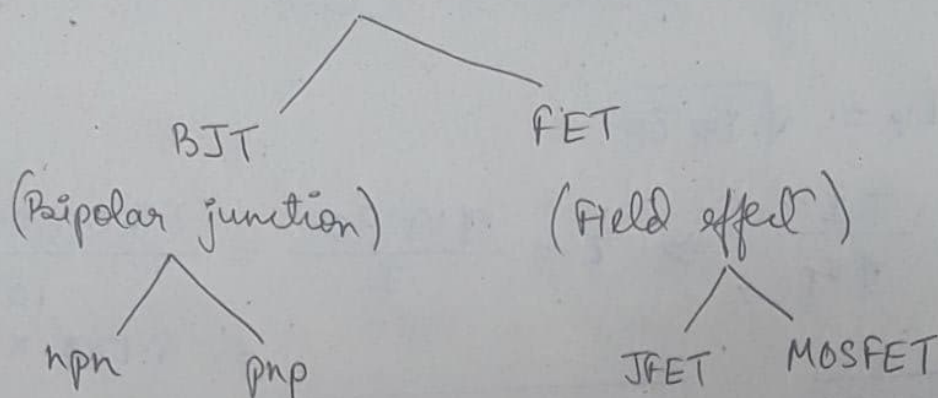 BJT FET
(Bipolar junction) (Field effect)
npn pnp JFET MOSFET